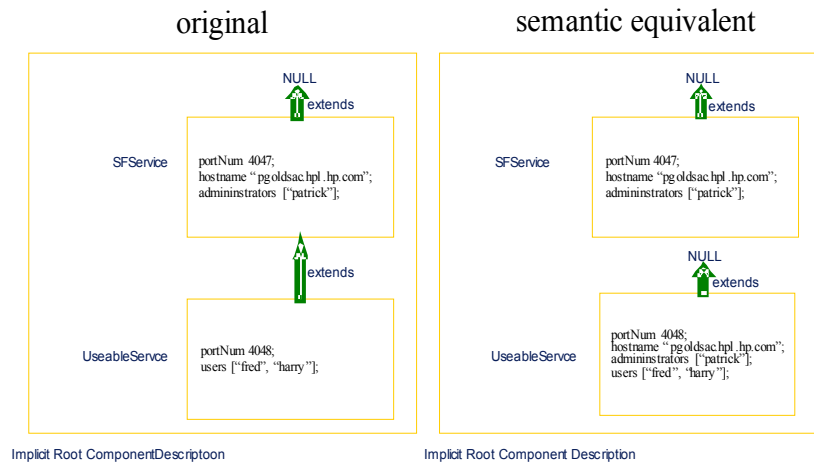 original
NULL
extends
SFService
portNum 4047;
hostname “pgoldsac.hpl.hp.com”;
admininstrators [“patrick”];
extends
UseableServce
portNum 4048;
users [“fred”, “harry”];
Implicit Root ComponentDescriptoon
semantic equivalent
NULL
extends
SFService
portNum 4047;
hostname “pgoldsac.hpl.hp.com”;
admininstrators [“patrick”];
NULL
extends
UseableServce
portNum 4048;
hostname “pgoldsac.hpl.hp.com”;
admininstrators [“patrick”];
users [“fred”, “harry”];
Implicit Root Component Description